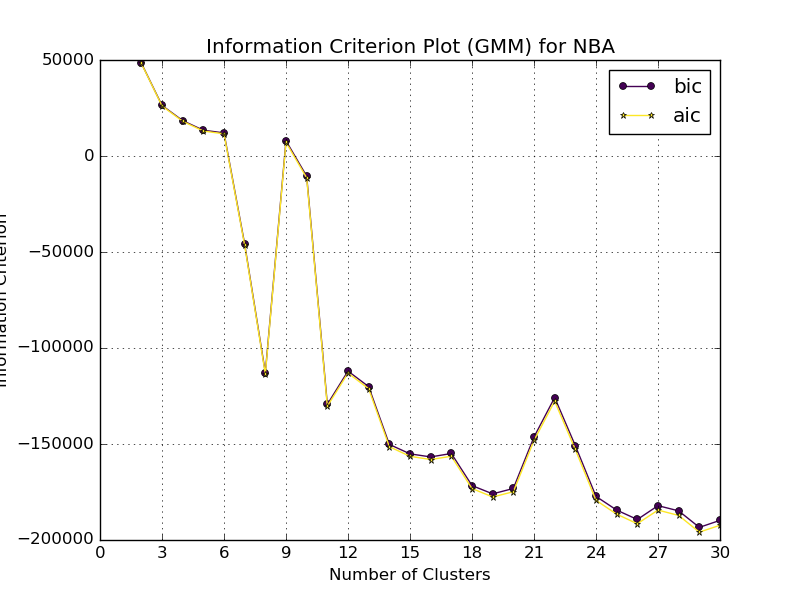 Information Criterion Plot (GMM) for NBA
50000
0
−50000
−100000
−150000
−200000
Information Criterion
bic
aic
0 3 6 9 12 15 18 21 24 27 30
Number of Clusters